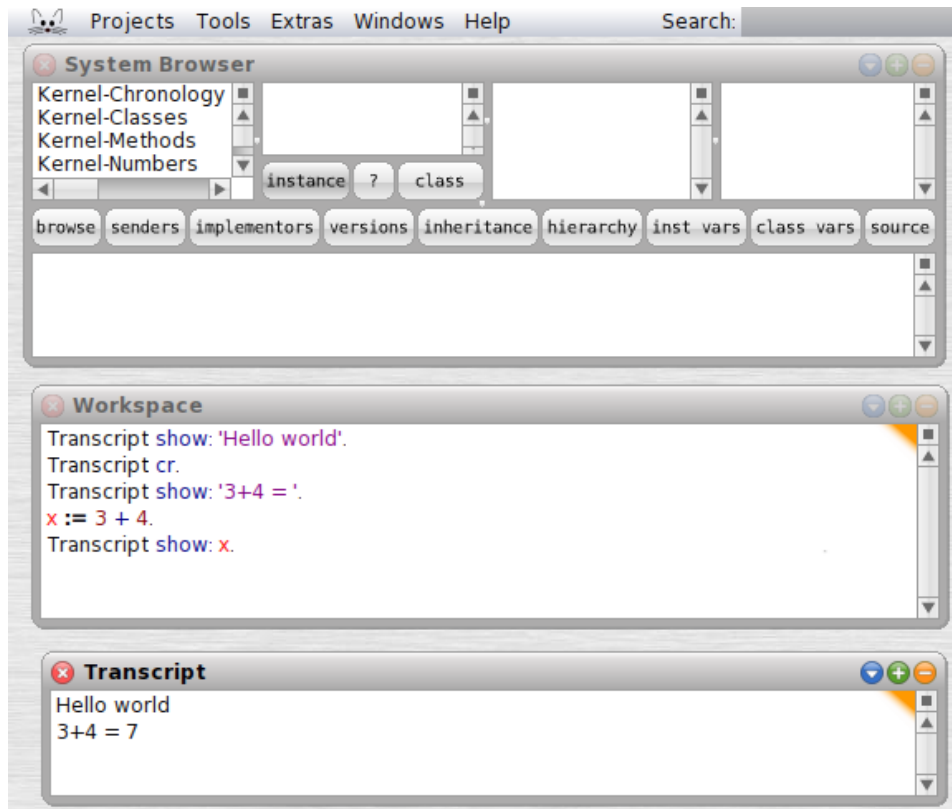 Projects Tools Extras Windows Help Search:
System Browser
Kernel-Chronology
Kernel-Classes
Kernel-Methods
Kernel-Numbers
instance ? class
browse senders implementors versions inheritance hierarchy inst vars class vars source
Workspace
Transcript show: 'Hello world'.
Transcript cr.
Transcript show: '3+4 = '.
x := 3 + 4.
Transcript show: x.
Transcript
Hello world
3+4 = 7